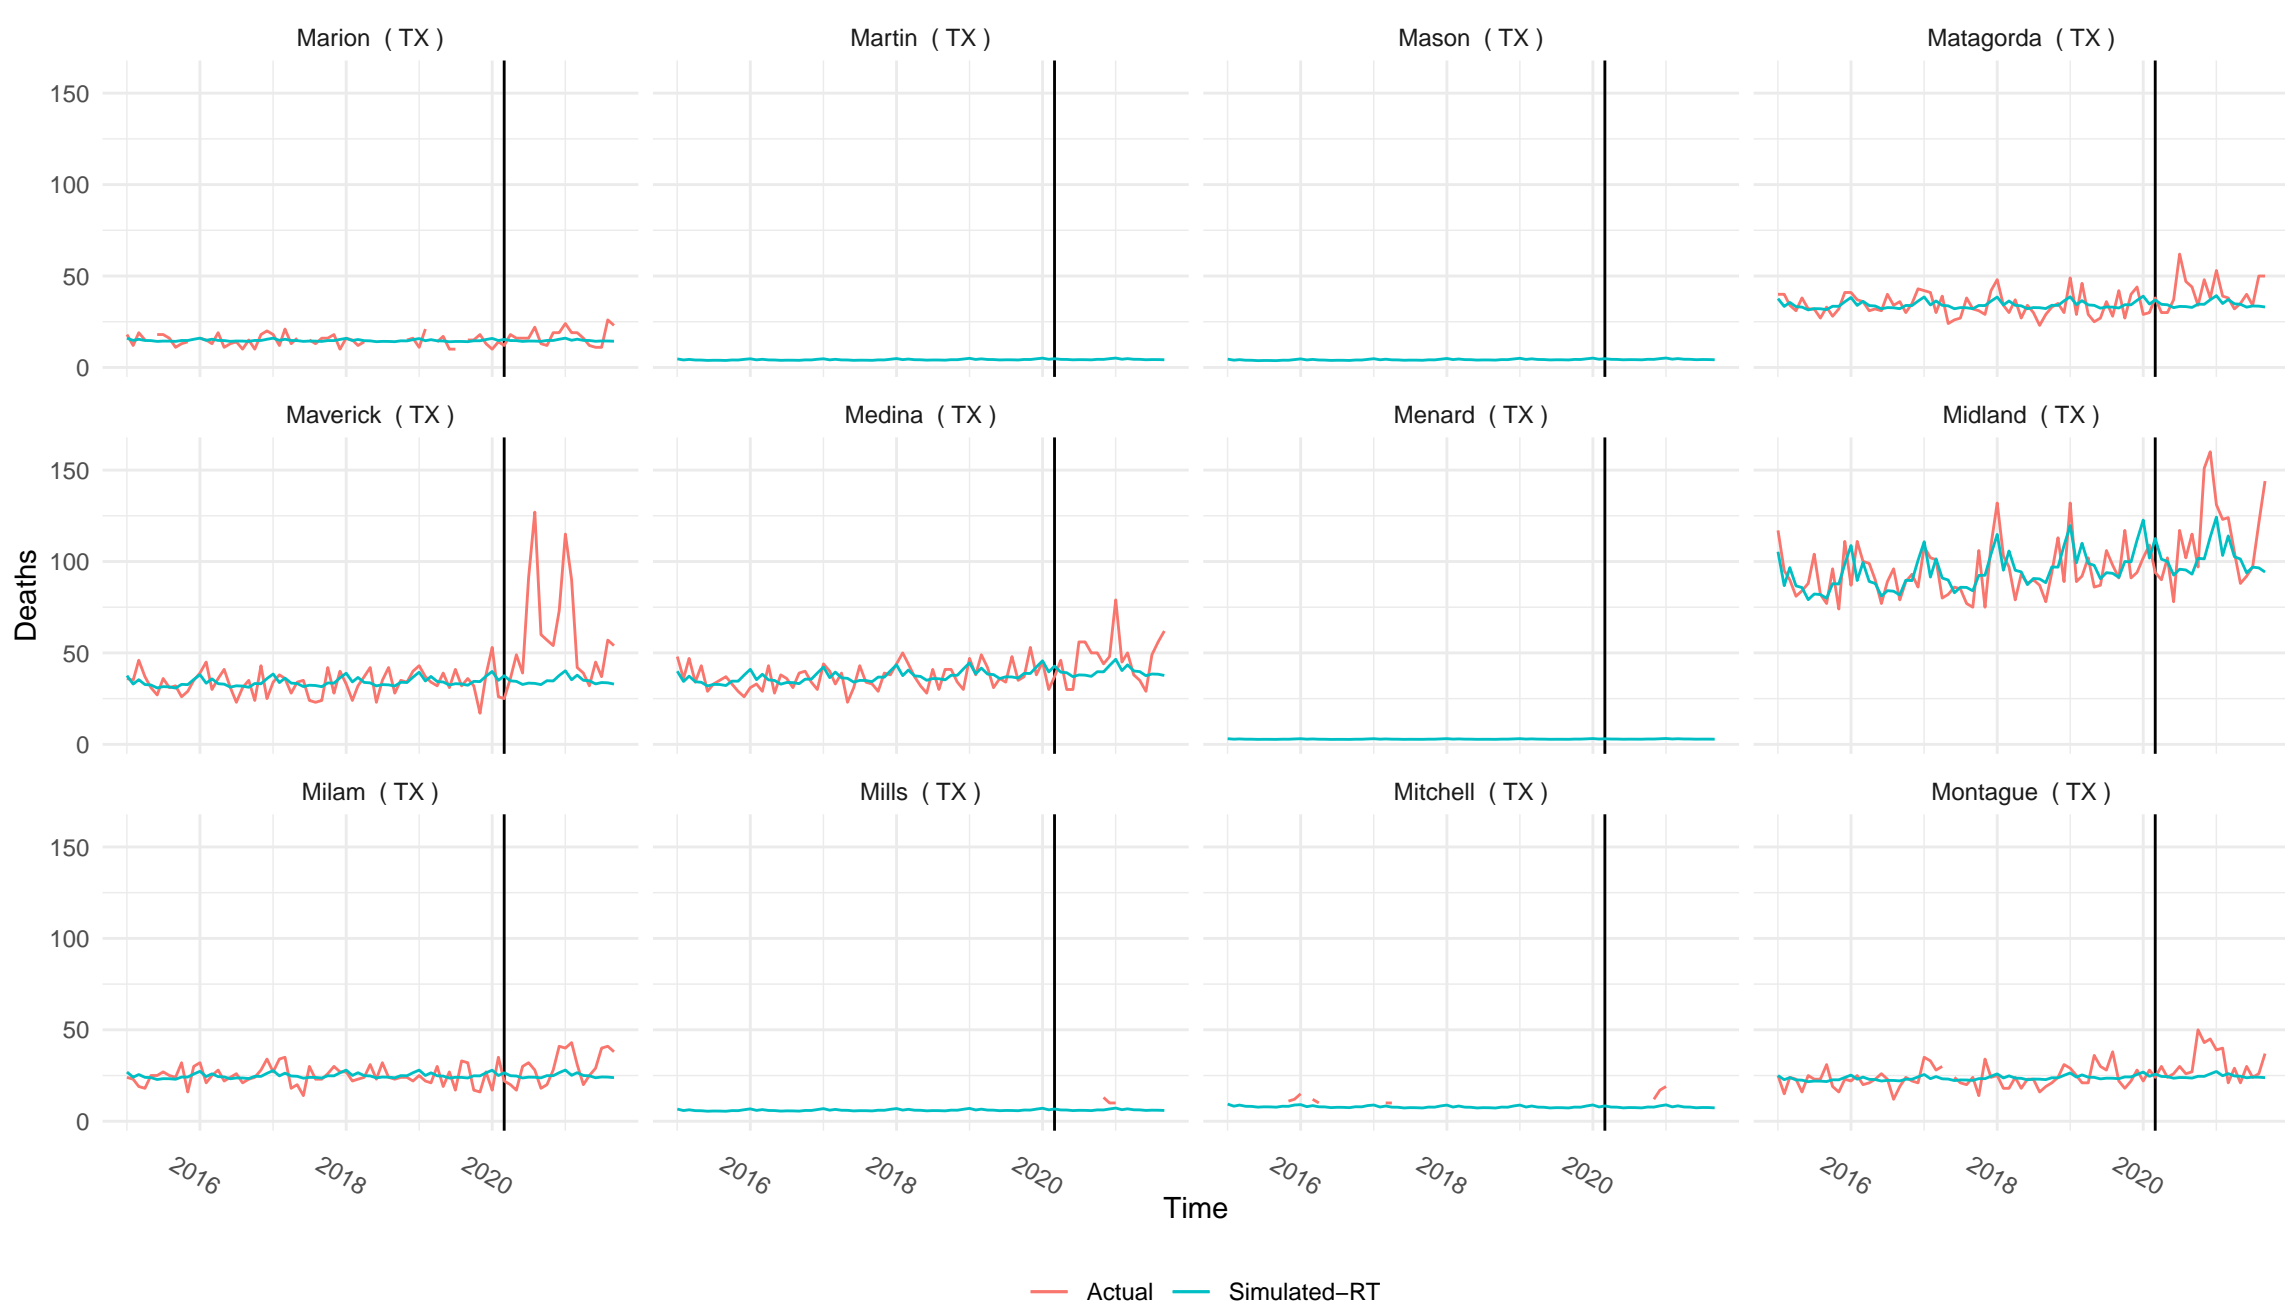 Marion ( TX )
Martin ( TX )
Mason ( TX )
Matagorda ( TX )
150
100
50
0
Maverick ( TX )
Medina ( TX )
Menard ( TX )
Midland ( TX )
150
100
50
0
Deaths
Milam ( TX )
Mills ( TX )
Mitchell ( TX )
Montague ( TX )
150
100
50
0
2016 2018 2020
2016 2018 2020
2016 2018 2020
2016 2018 2020
Time
Actual
Simulated−RT